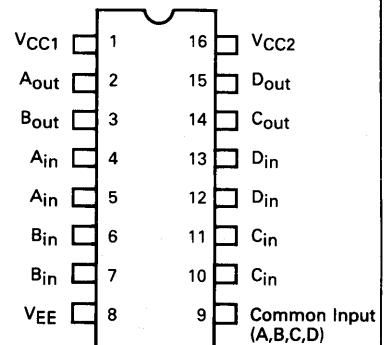 VCC1 1 16 VCC2
Aout 2 15 Dout
Bout 3 14 Cout
Ain 4 13 Din
Ain 5 12 Din
Bin 6 11 Cin
Bin 7 10 Cin
VEE 8 9 Common Input
(A,B,C,D)